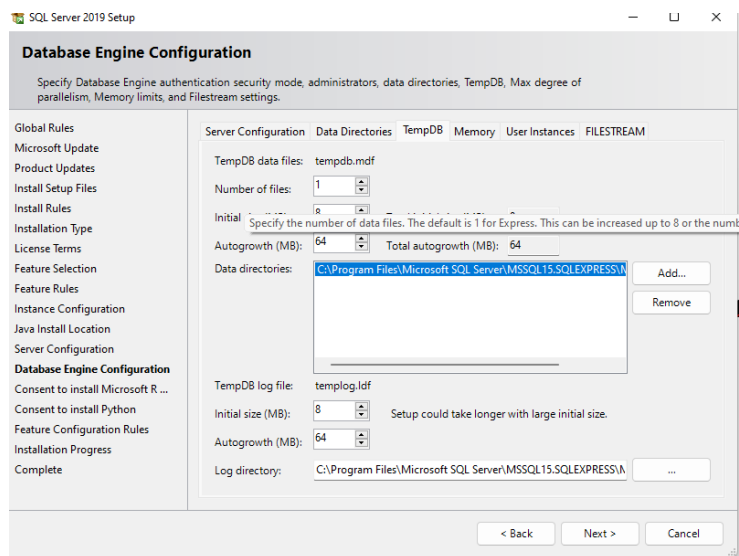 SQL Server 2019 Setup
Database Engine Configuration
Specify Database Engine authentication security mode, administrators, data directories, TempDB, Max degree of
parallelism, Memory limits, and Filestream settings.
Global Rules
Microsoft Update
Product Updates
Install Setup Files
Install Rules
Installation Type
License Terms
Feature Selection
Feature Rules
Instance Configuration
Java Install Location
Server Configuration
Database Engine Configuration
Consent to install Microsoft R ...
Consent to install Python
Feature Configuration Rules
Installation Progress
Complete
Server Configuration Data Directories TempDB Memory User Instances FILESTREAM
TempDB data files: tempdb.mdf
Number of files: 1
Initial
Specify the number of data files. The default is 1 for Express. This can be increased up to 8 or the
Autogrowth (MB): 64 Total autogrowth (MB): 64
Data directories: C:\Program Files\Microsoft SQL Server\MSSQL15.SQLEXPRESS\ Add...
Remove
TempDB log file: templog.ldf
Initial size (MB): 8 Setup could take longer with large initial size.
Autogrowth (MB): 64
Log directory: C:\Program Files\Microsoft SQL Server\MSSQL15.SQLEXPRESS\ ...
< Back Next > Cancel